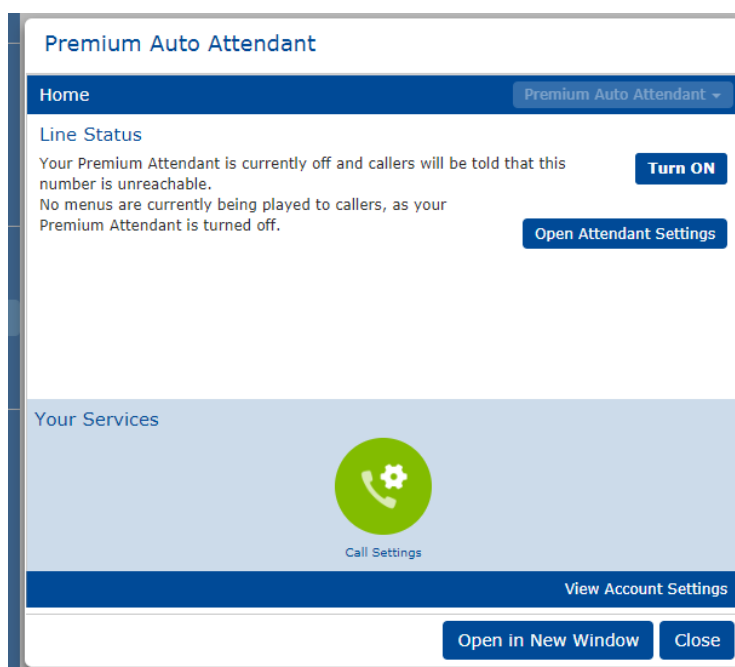 Premium Auto Attendant
Home
Premium Auto Attendant
Line Status
Your Premium Attendant is currently off and callers will be told that this
number is unreachable.
Turn ON
No menus are currently being played to callers, as your
Premium Attendant is turned off.
Open Attendant Settings
Your Services
Call Settings
View Account Settings
Open in New Window
Close